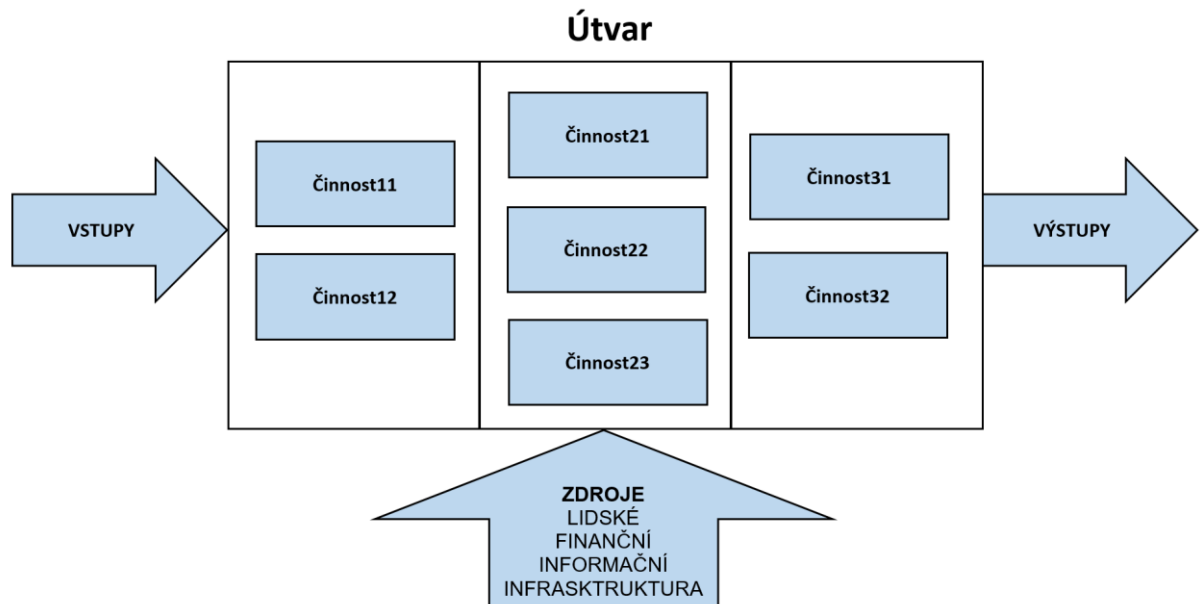 Útvar
VSTUPY
Činnost11
Činnost12
Činnost21
Činnost22
Činnost23
Činnost31
Činnost32
VÝSTUPY
ZDROJE
LIDSKÉ
FINANČNÍ
INFORMAČNÍ
INFRASKTRUKTURA